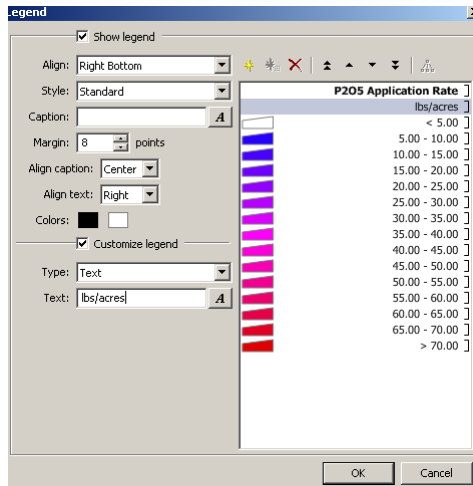 Legend
Show legend
Align: Right Bottom
Style: Standard
Caption: A
Margin: 8 points
Align caption: Center
Align text: Right
Colors:
Customize legend
Type: Text
Text: lbs/acres A
P2O5 Application Rate
lbs/acres
< 5.00
5.00 - 10.00
10.00 - 15.00
15.00 - 20.00
20.00 - 25.00
25.00 - 30.00
30.00 - 35.00
35.00 - 40.00
40.00 - 45.00
45.00 - 50.00
50.00 - 55.00
55.00 - 60.00
60.00 - 65.00
65.00 - 70.00
> 70.00
OK Cancel